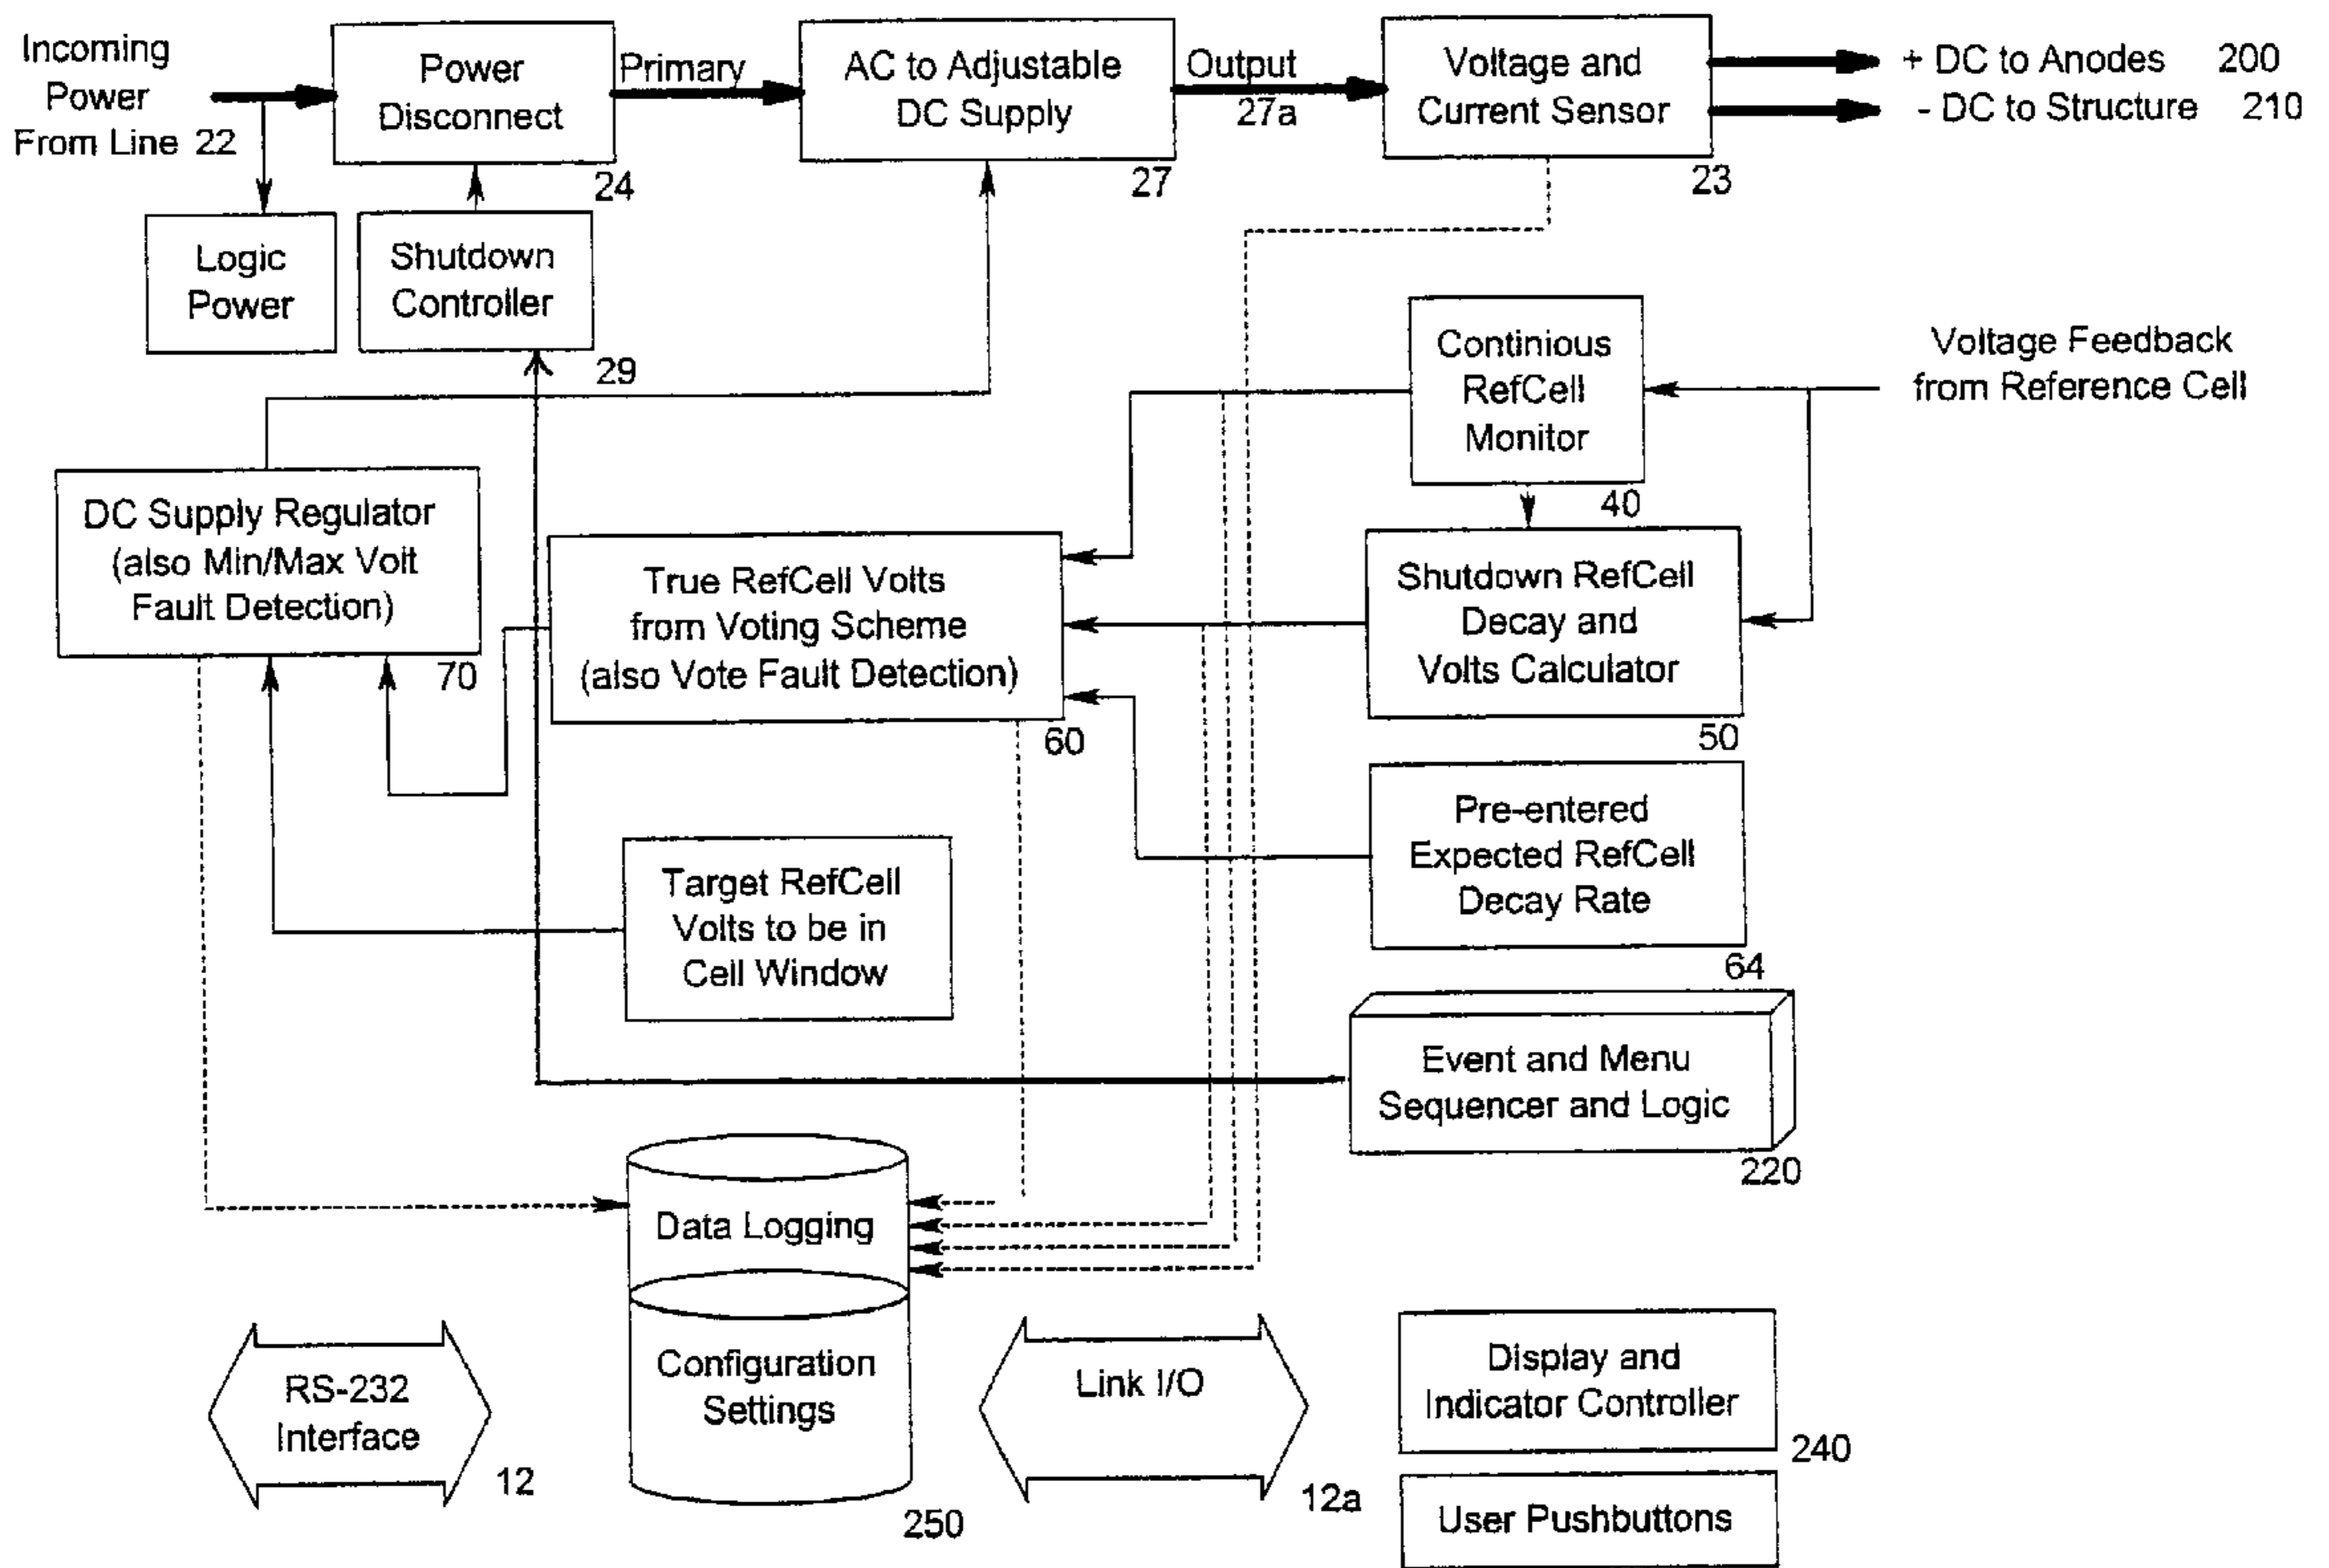 Incoming
Power
From Line 22
Power
Disconnect
24
Primary
AC to Adjustable
DC Supply
27
Output
27a
Voltage and
Current Sensor
23
+ DC to Anodes 200
- DC to Structure 210
Logic
Power
Shutdown
Controller
29
Continious
RefCell
Monitor
40
Voltage Feedback
from Reference Cell
DC Supply Regulator
(also Min/Max Volt
Fault Detection)
70
True RefCell Volts
from Voting Scheme
(also Vote Fault Detection)
60
Shutdown RefCell
Decay and
Volts Calculator
50
Pre-entered
Expected RefCell
Decay Rate
64
Target RefCell
Volts to be in
Cell Window
Event and Menu
Sequencer and Logic
220
Data Logging
Configuration
Settings
250
RS-232
Interface
12
Link I/O
12a
Display and
Indicator Controller
240
User Pushbuttons